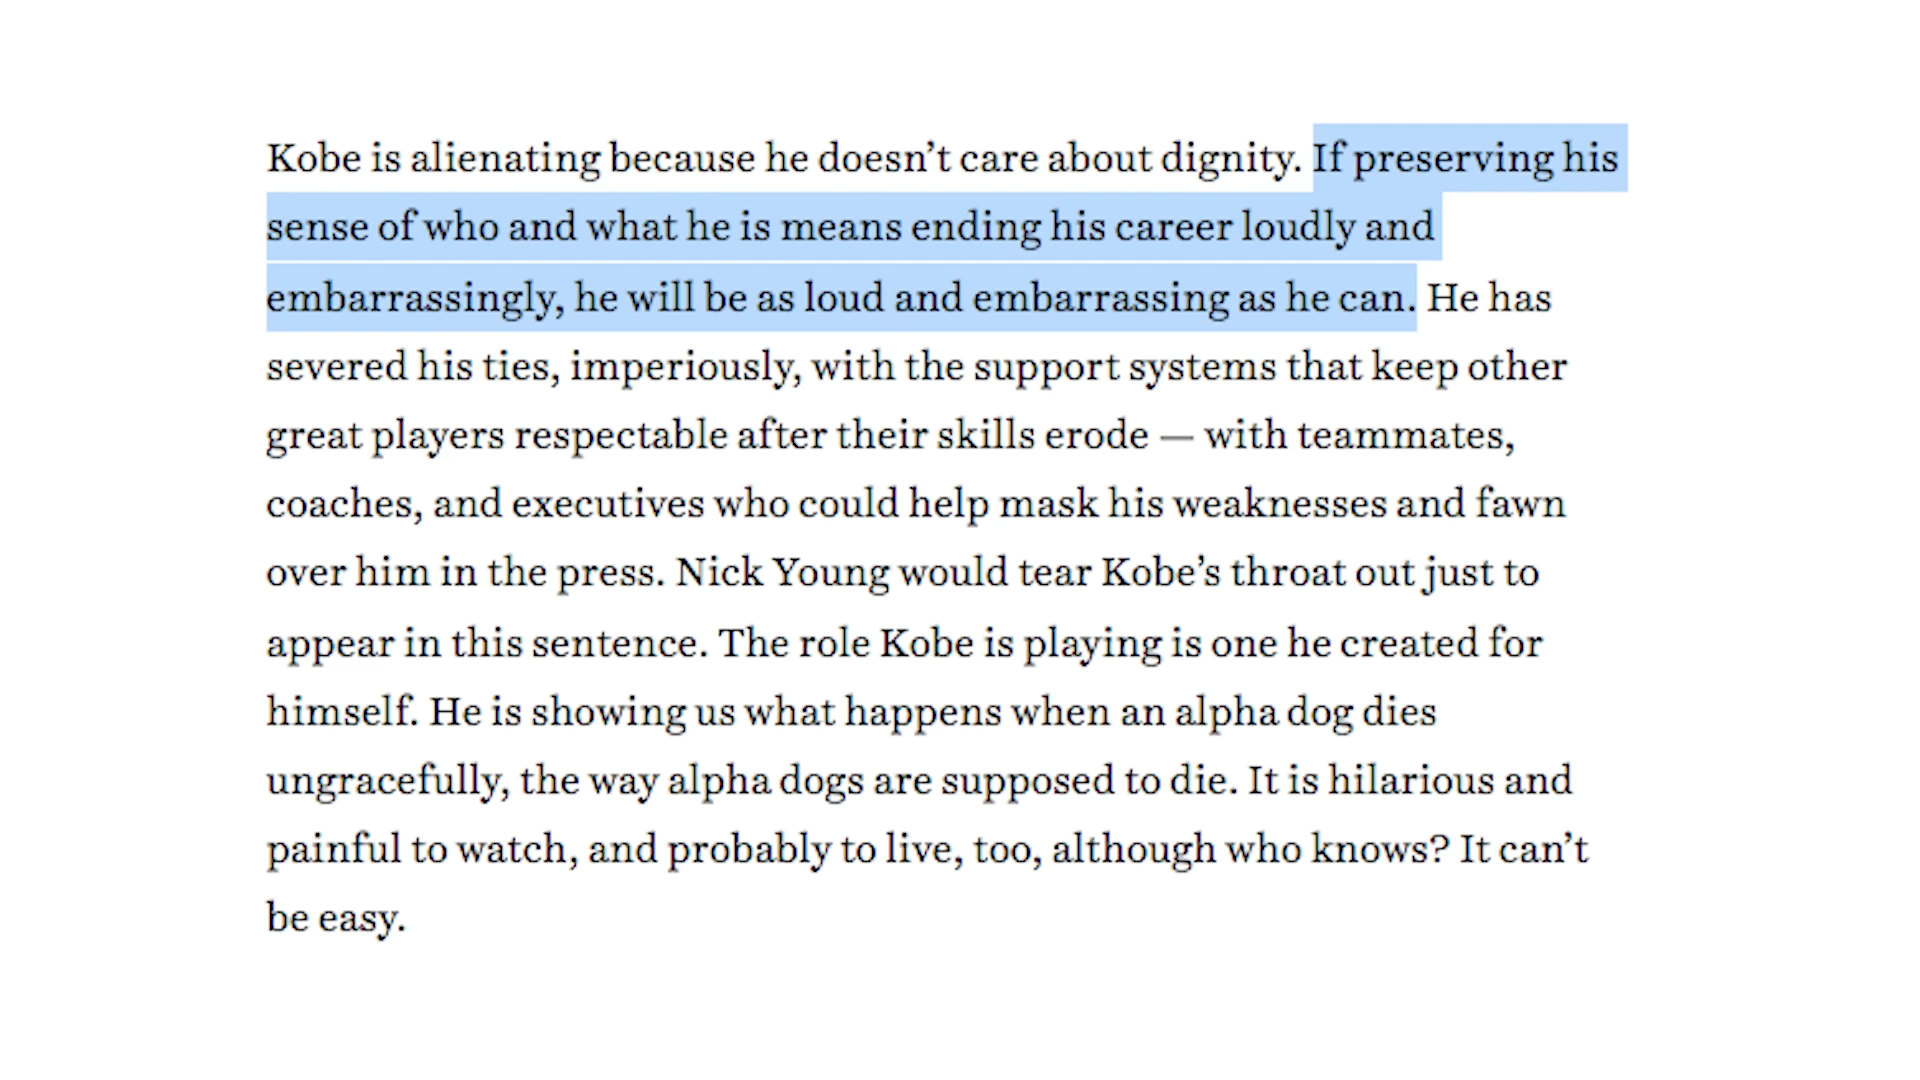 Kobe is alienating because he doesn’t care about dignity. If preserving his
sense of who and what he is means ending his career loudly and
embarrassingly, he will be as loud and embarrassing as he can. He has
severed his ties, imperiously, with the support systems that keep other
great players respectable after their skills erode — with teammates,
coaches, and executives who could help mask his weaknesses and fawn
over him in the press. Nick Young would tear Kobe’s throat out just to
appear in this sentence. The role Kobe is playing is one he created for
himself. He is showing us what happens when an alpha dog dies
ungracefully, the way alpha dogs are supposed to die. It is hilarious and
painful to watch, and probably to live, too, although who knows? It can’t
be easy.